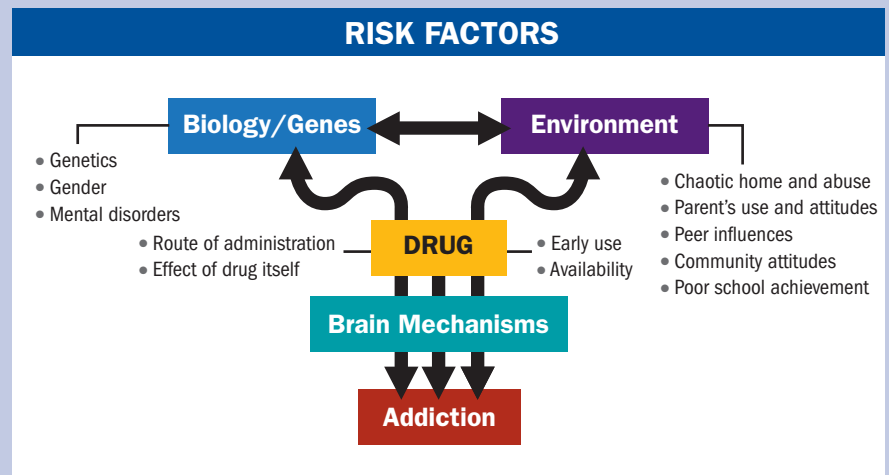 RISK FACTORS
Biology/Genes
Environment
• Genetics
• Gender
• Mental disorders
• Chaotic home and abuse
• Parent's use and attitudes
• Peer influences
• Community attitudes
• Poor school achievement
• Route of administration
• Effect of drug itself
DRUG
• Early use
• Availability
Brain Mechanisms
Addiction